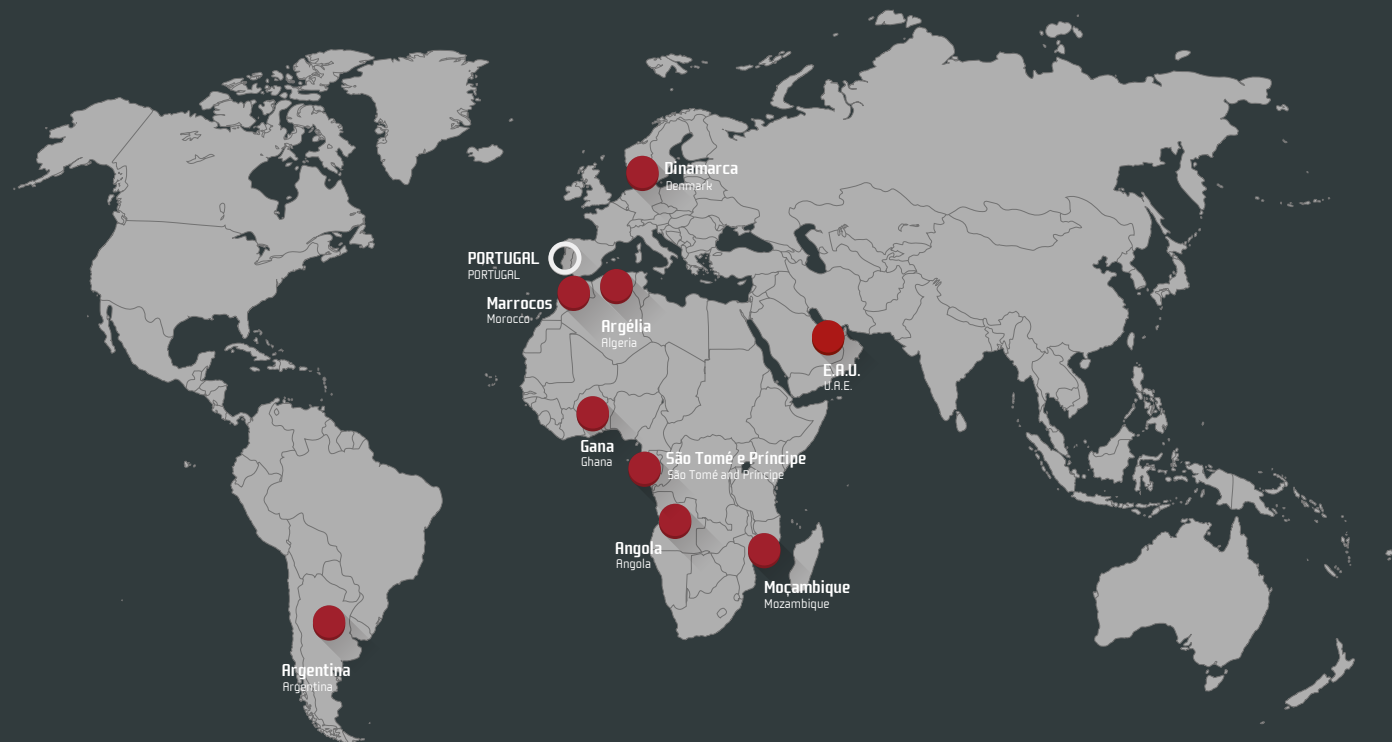 Dinamarca
Denmark
PORTUGAL
PORTUGAL
Marrocos
Morocco
Argélia
Algeria
E.A.U.
U.A.E.
Gana
Ghana
São Tomé e Príncipe
São Tomé and Príncipe
Angola
Angola
Moçambique
Mozambique
Argentina
Argentina